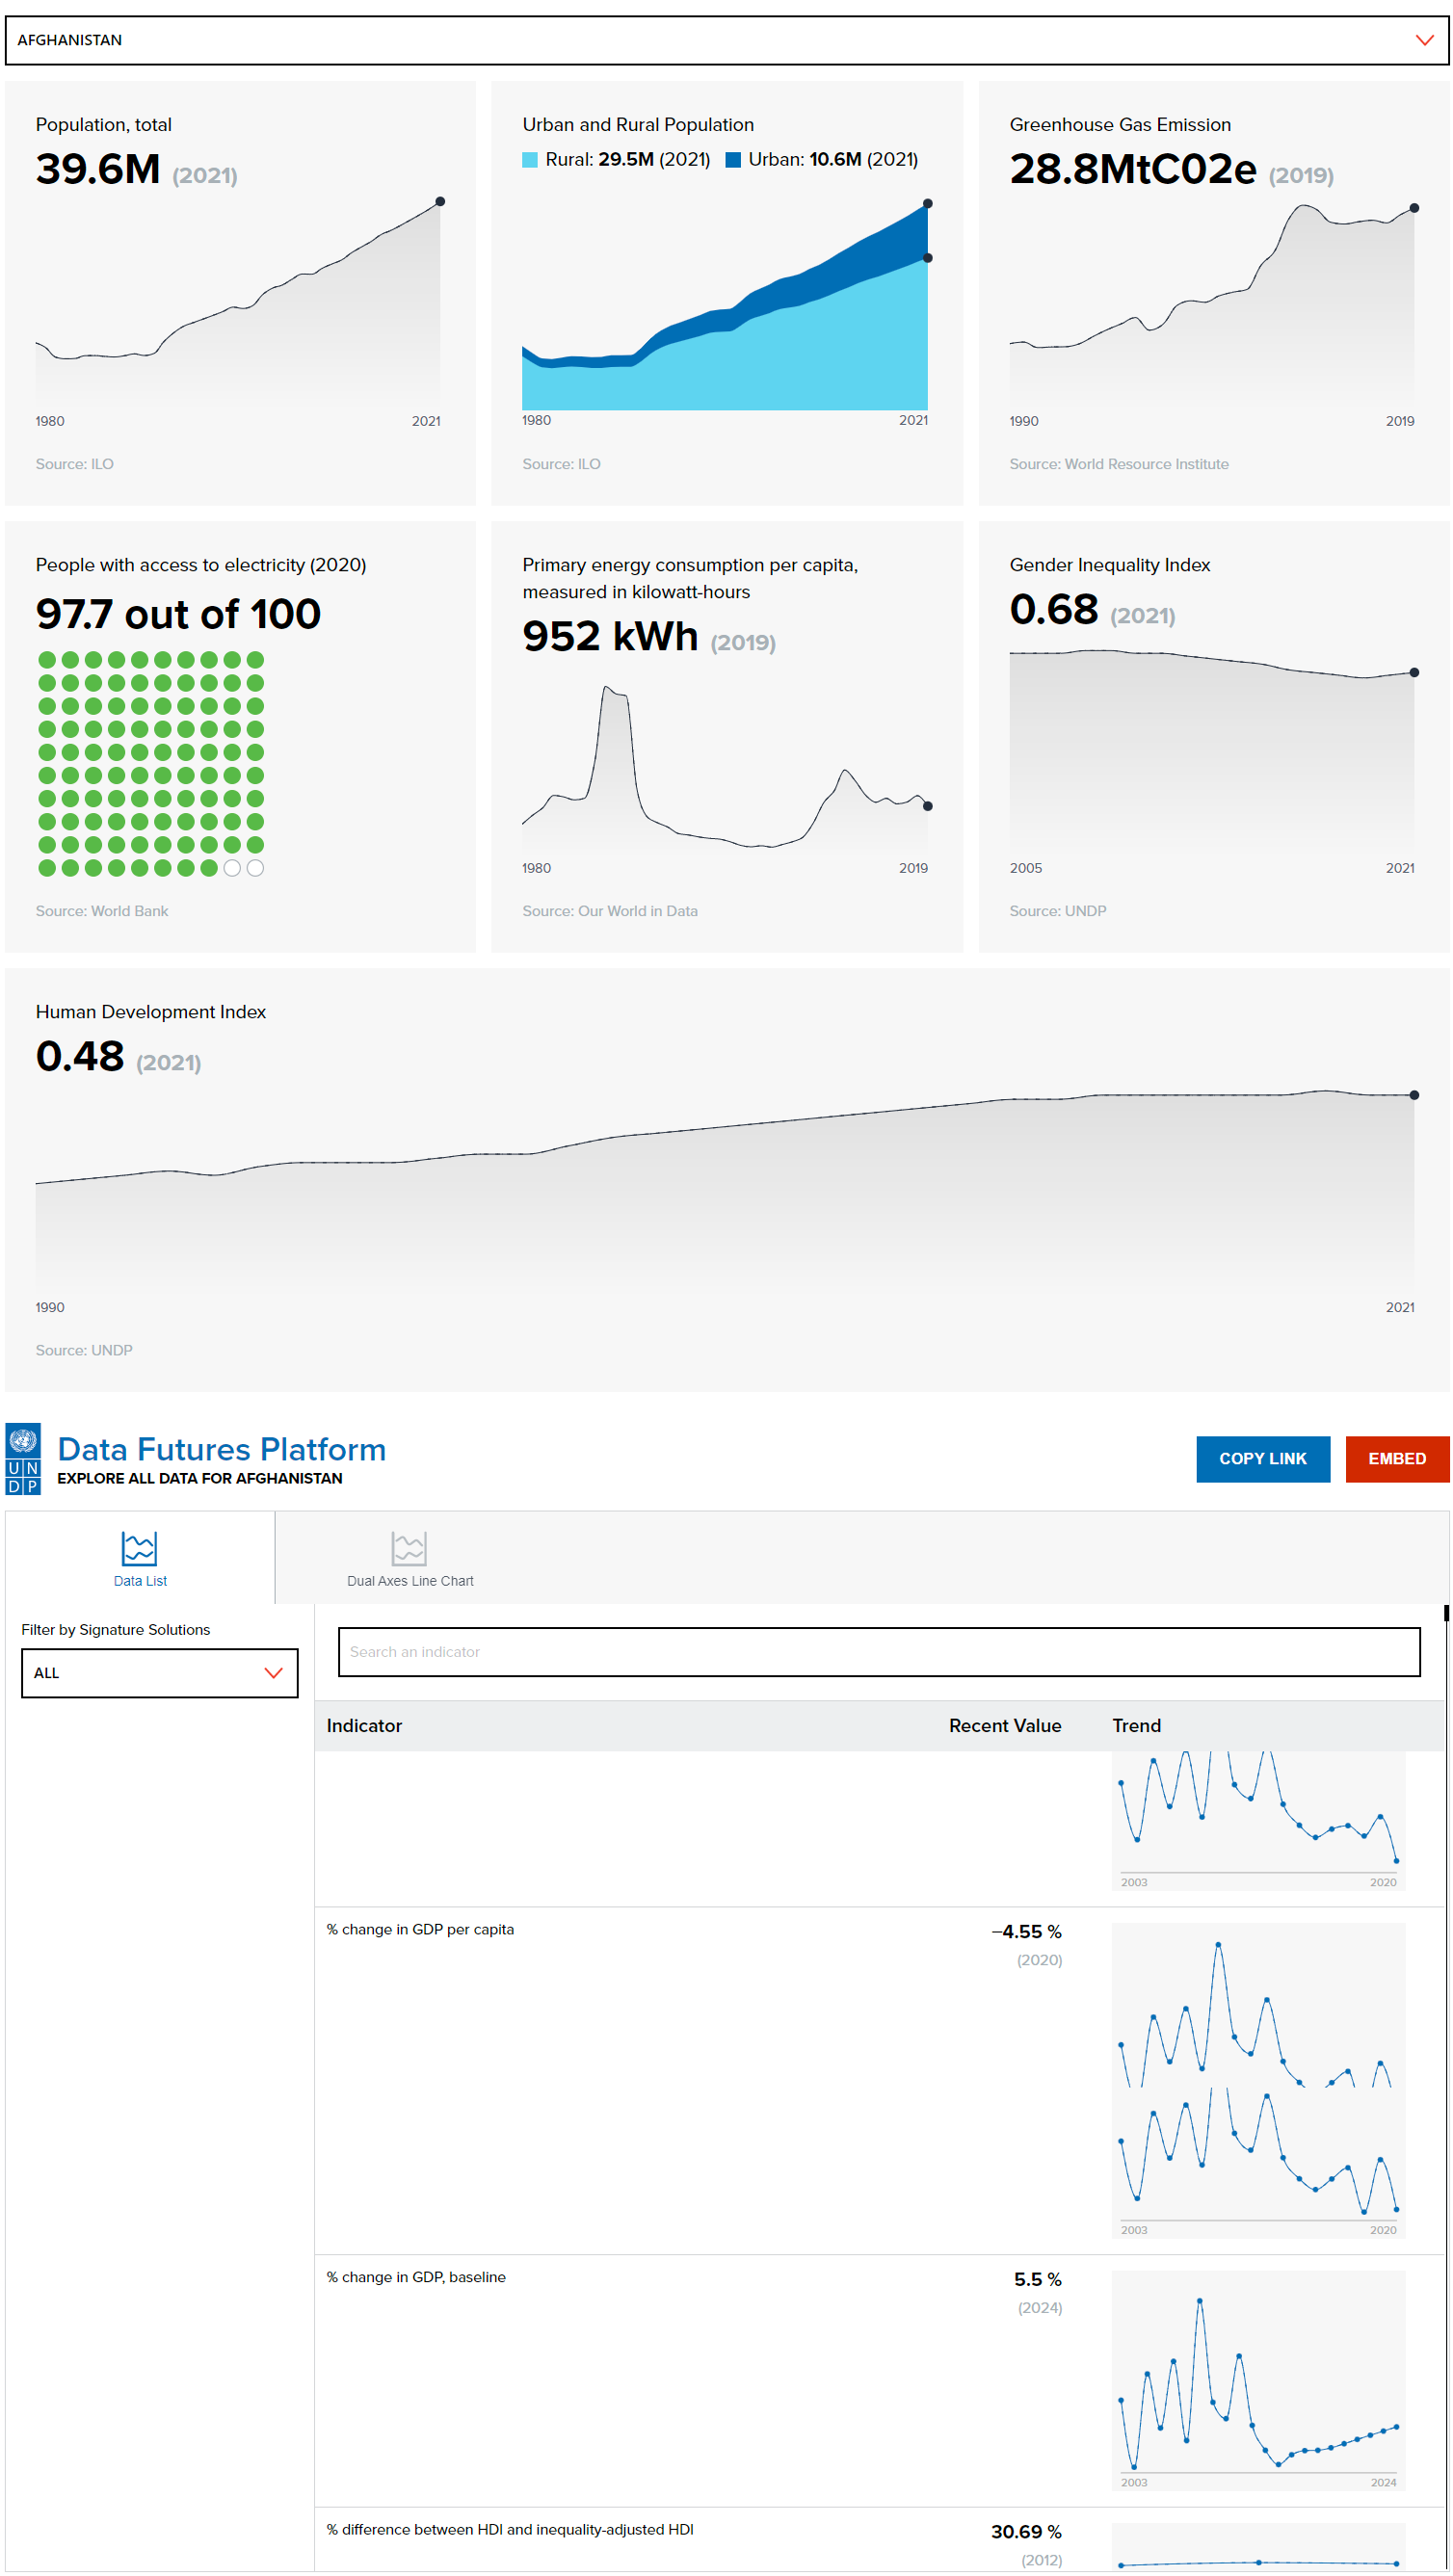 AFGHANISTAN
Population, total
39.6M (2021)
1980 2021
Source: ILO
Urban and Rural Population
Rural: 29.5M (2021) Urban: 10.6M (2021)
1980 2021
Source: ILO
Greenhouse Gas Emission
28.8MtC02e (2019)
1990 2019
Source: World Resource Institute
People with access to electricity (2020)
97.7 out of 100
Source: World Bank
Primary energy consumption per capita,
measured in kilowatt-hours
952 kWh (2019)
1980 2019
Source: Our World in Data
Gender Inequality Index
0.68 (2021)
2005 2021
Source: UNDP
Human Development Index
0.48 (2021)
1990 2021
Source: UNDP
U N
D P
Data Futures Platform
EXPLORE ALL DATA FOR AFGHANISTAN
COPY LINK
EMBED
Data List
Dual Axes Line Chart
Filter by Signature Solutions
ALL
Search an indicator
Indicator Recent Value Trend
2003 2020
% change in GDP per capita −4.55 %
(2020)
2003 2020
% change in GDP, baseline 5.5 %
(2024)
2003 2024
% difference between HDI and inequality-adjusted HDI 30.69 %
(2012)